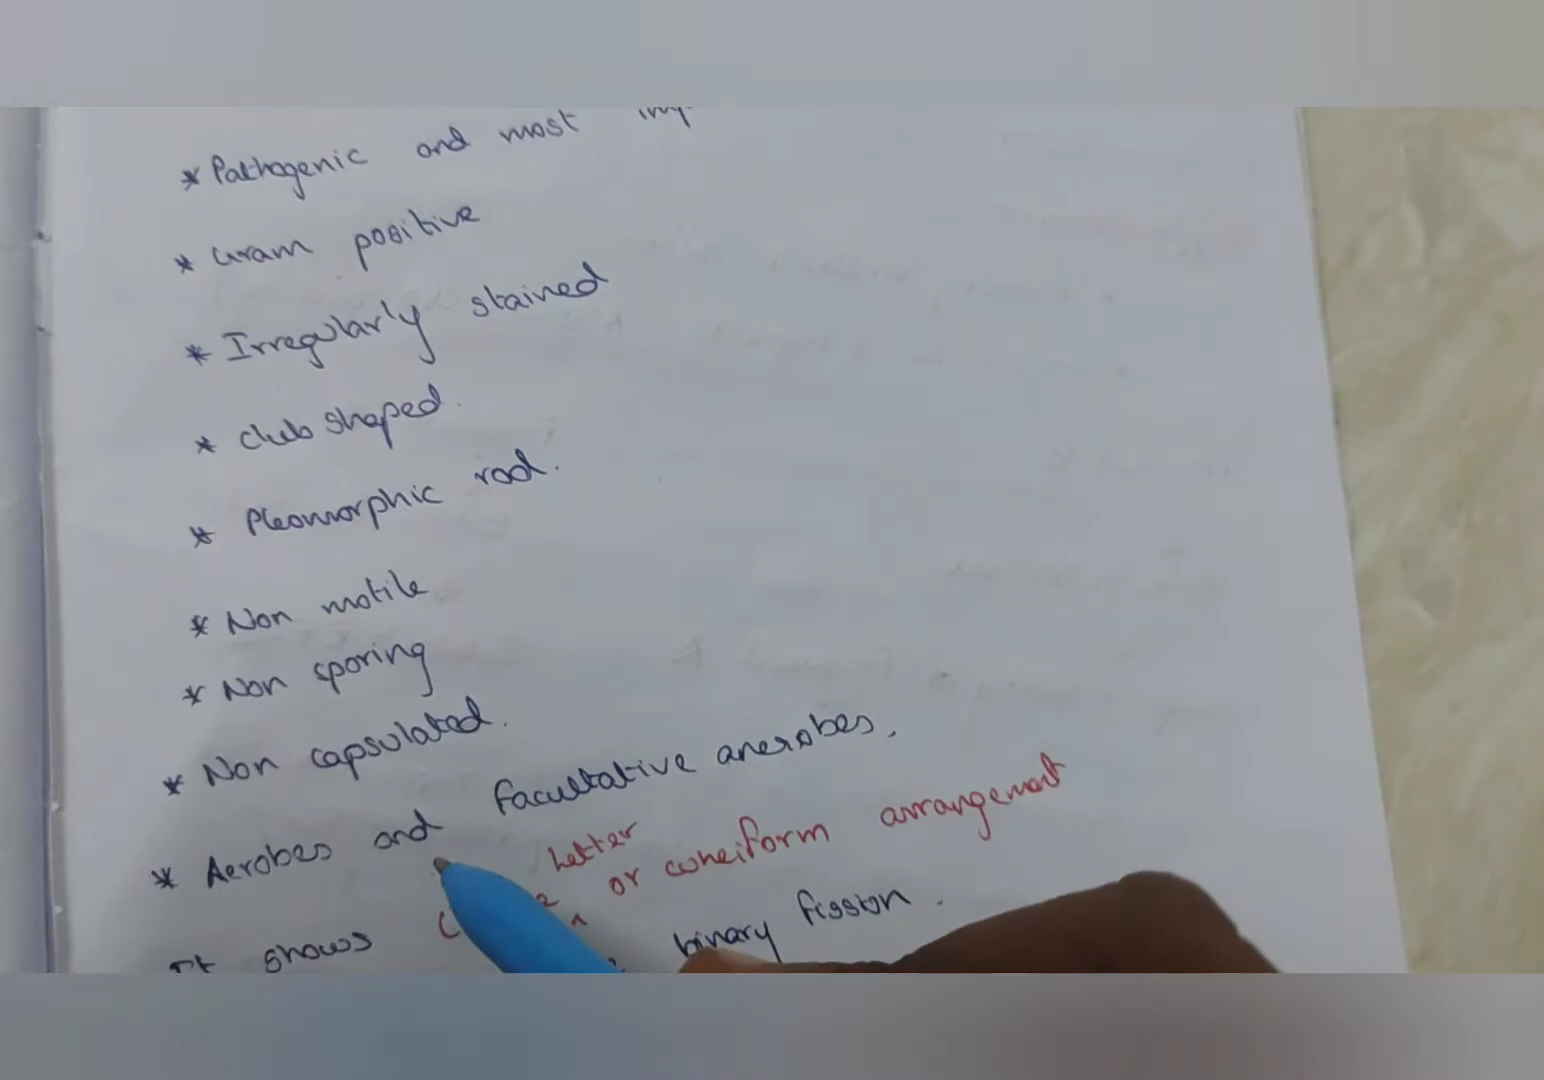 * Pathogenic and most
* Gram positive
* Irregularly stained
* club shaped.
* Pleomorphic rod.
* Non motile
* Non sporing
* Non capsulated.
* Aerobes and facultative anerobes.
letter
It shows or cuneiform arrangement
binary fission.